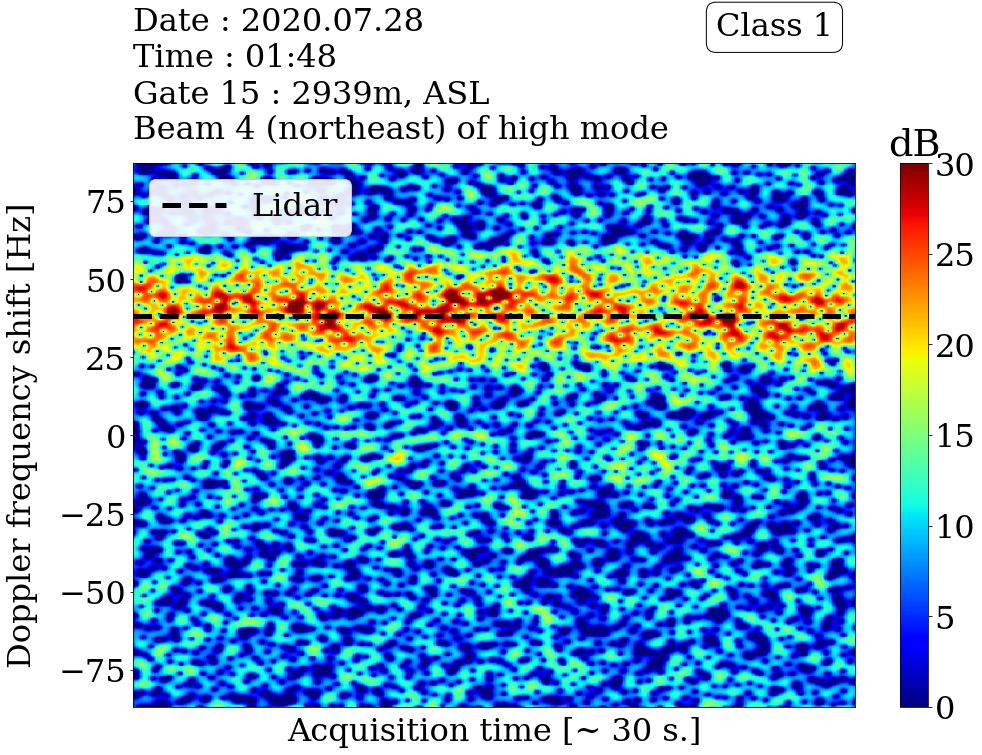 Date : 2020.07.28
Time : 01:48
Gate 15 : 2939m, ASL
Beam 4 (northeast) of high mode
Class 1
dB
Lidar
Doppler frequency shift [Hz]
75
50
25
0
−25
−50
−75
30
25
20
15
10
5
0
Acquisition time [~ 30 s.]